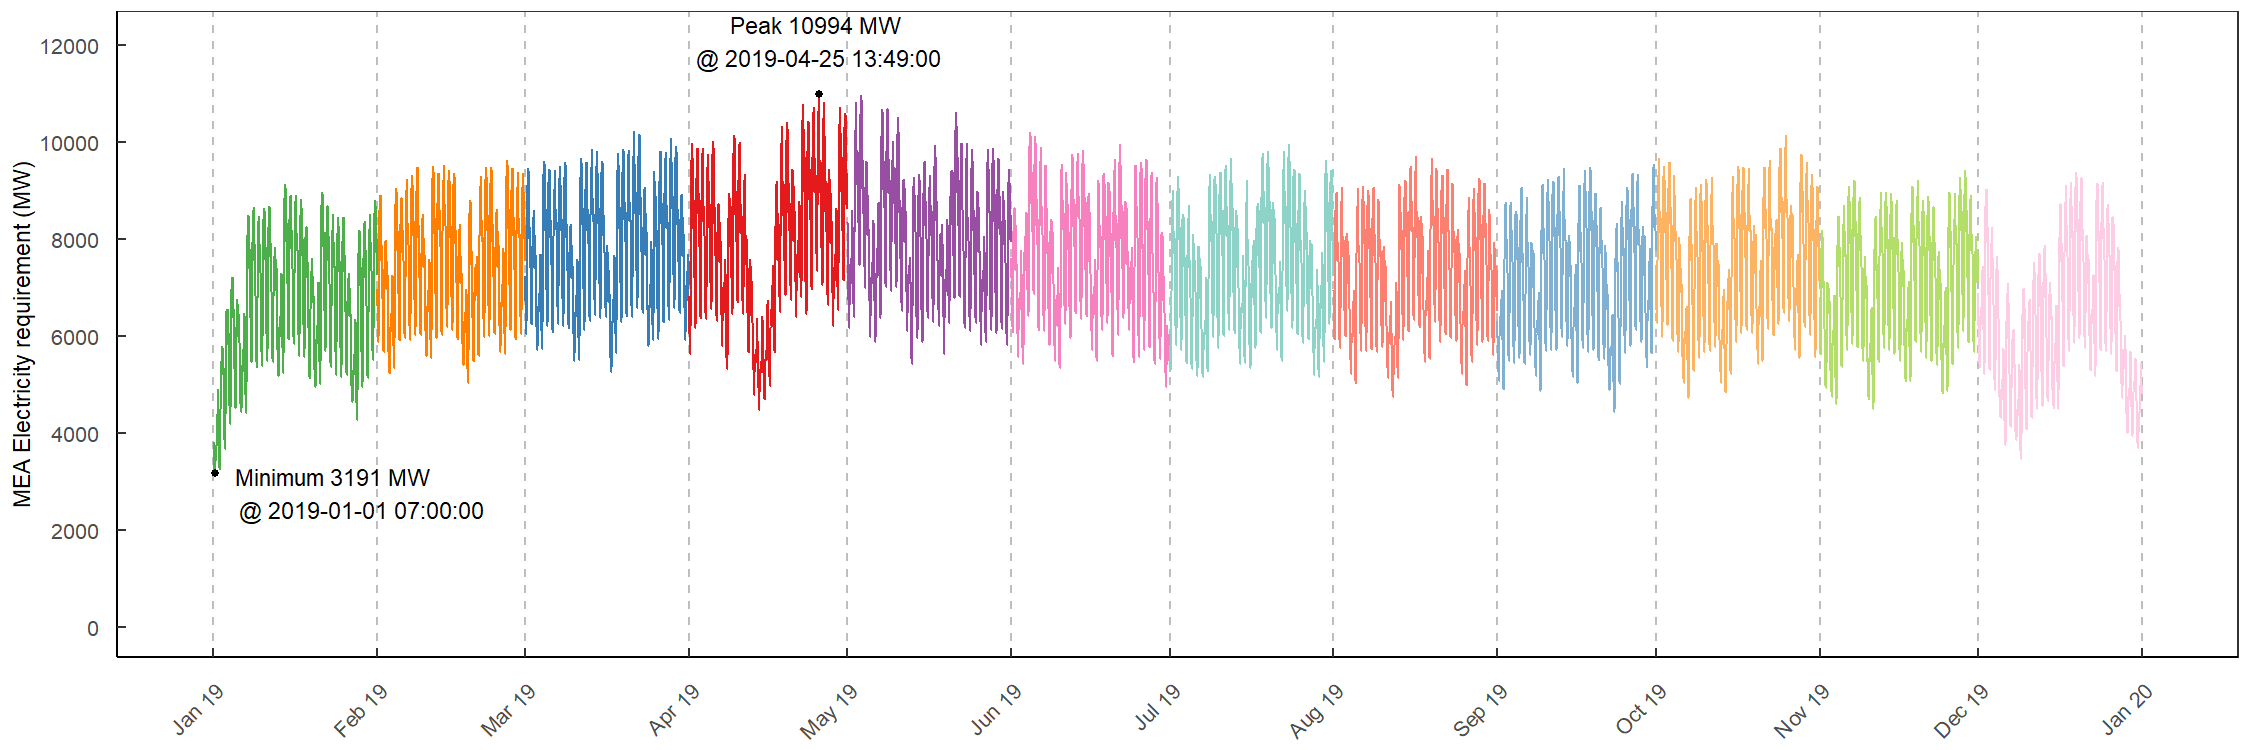 Peak 10994 MW
@ 2019-04-25 13:49:00
12000
10000
8000
6000
4000
2000
0
MEA Electricity requirement (MW)
Minimum 3191 MW
@ 2019-01-01 07:00:00
Jan 19
Feb 19
Mar 19
Apr 19
May 19
Jun 19
Jul 19
Aug 19
Sep 19
Oct 19
Nov 19
Dec 19
Jan 20